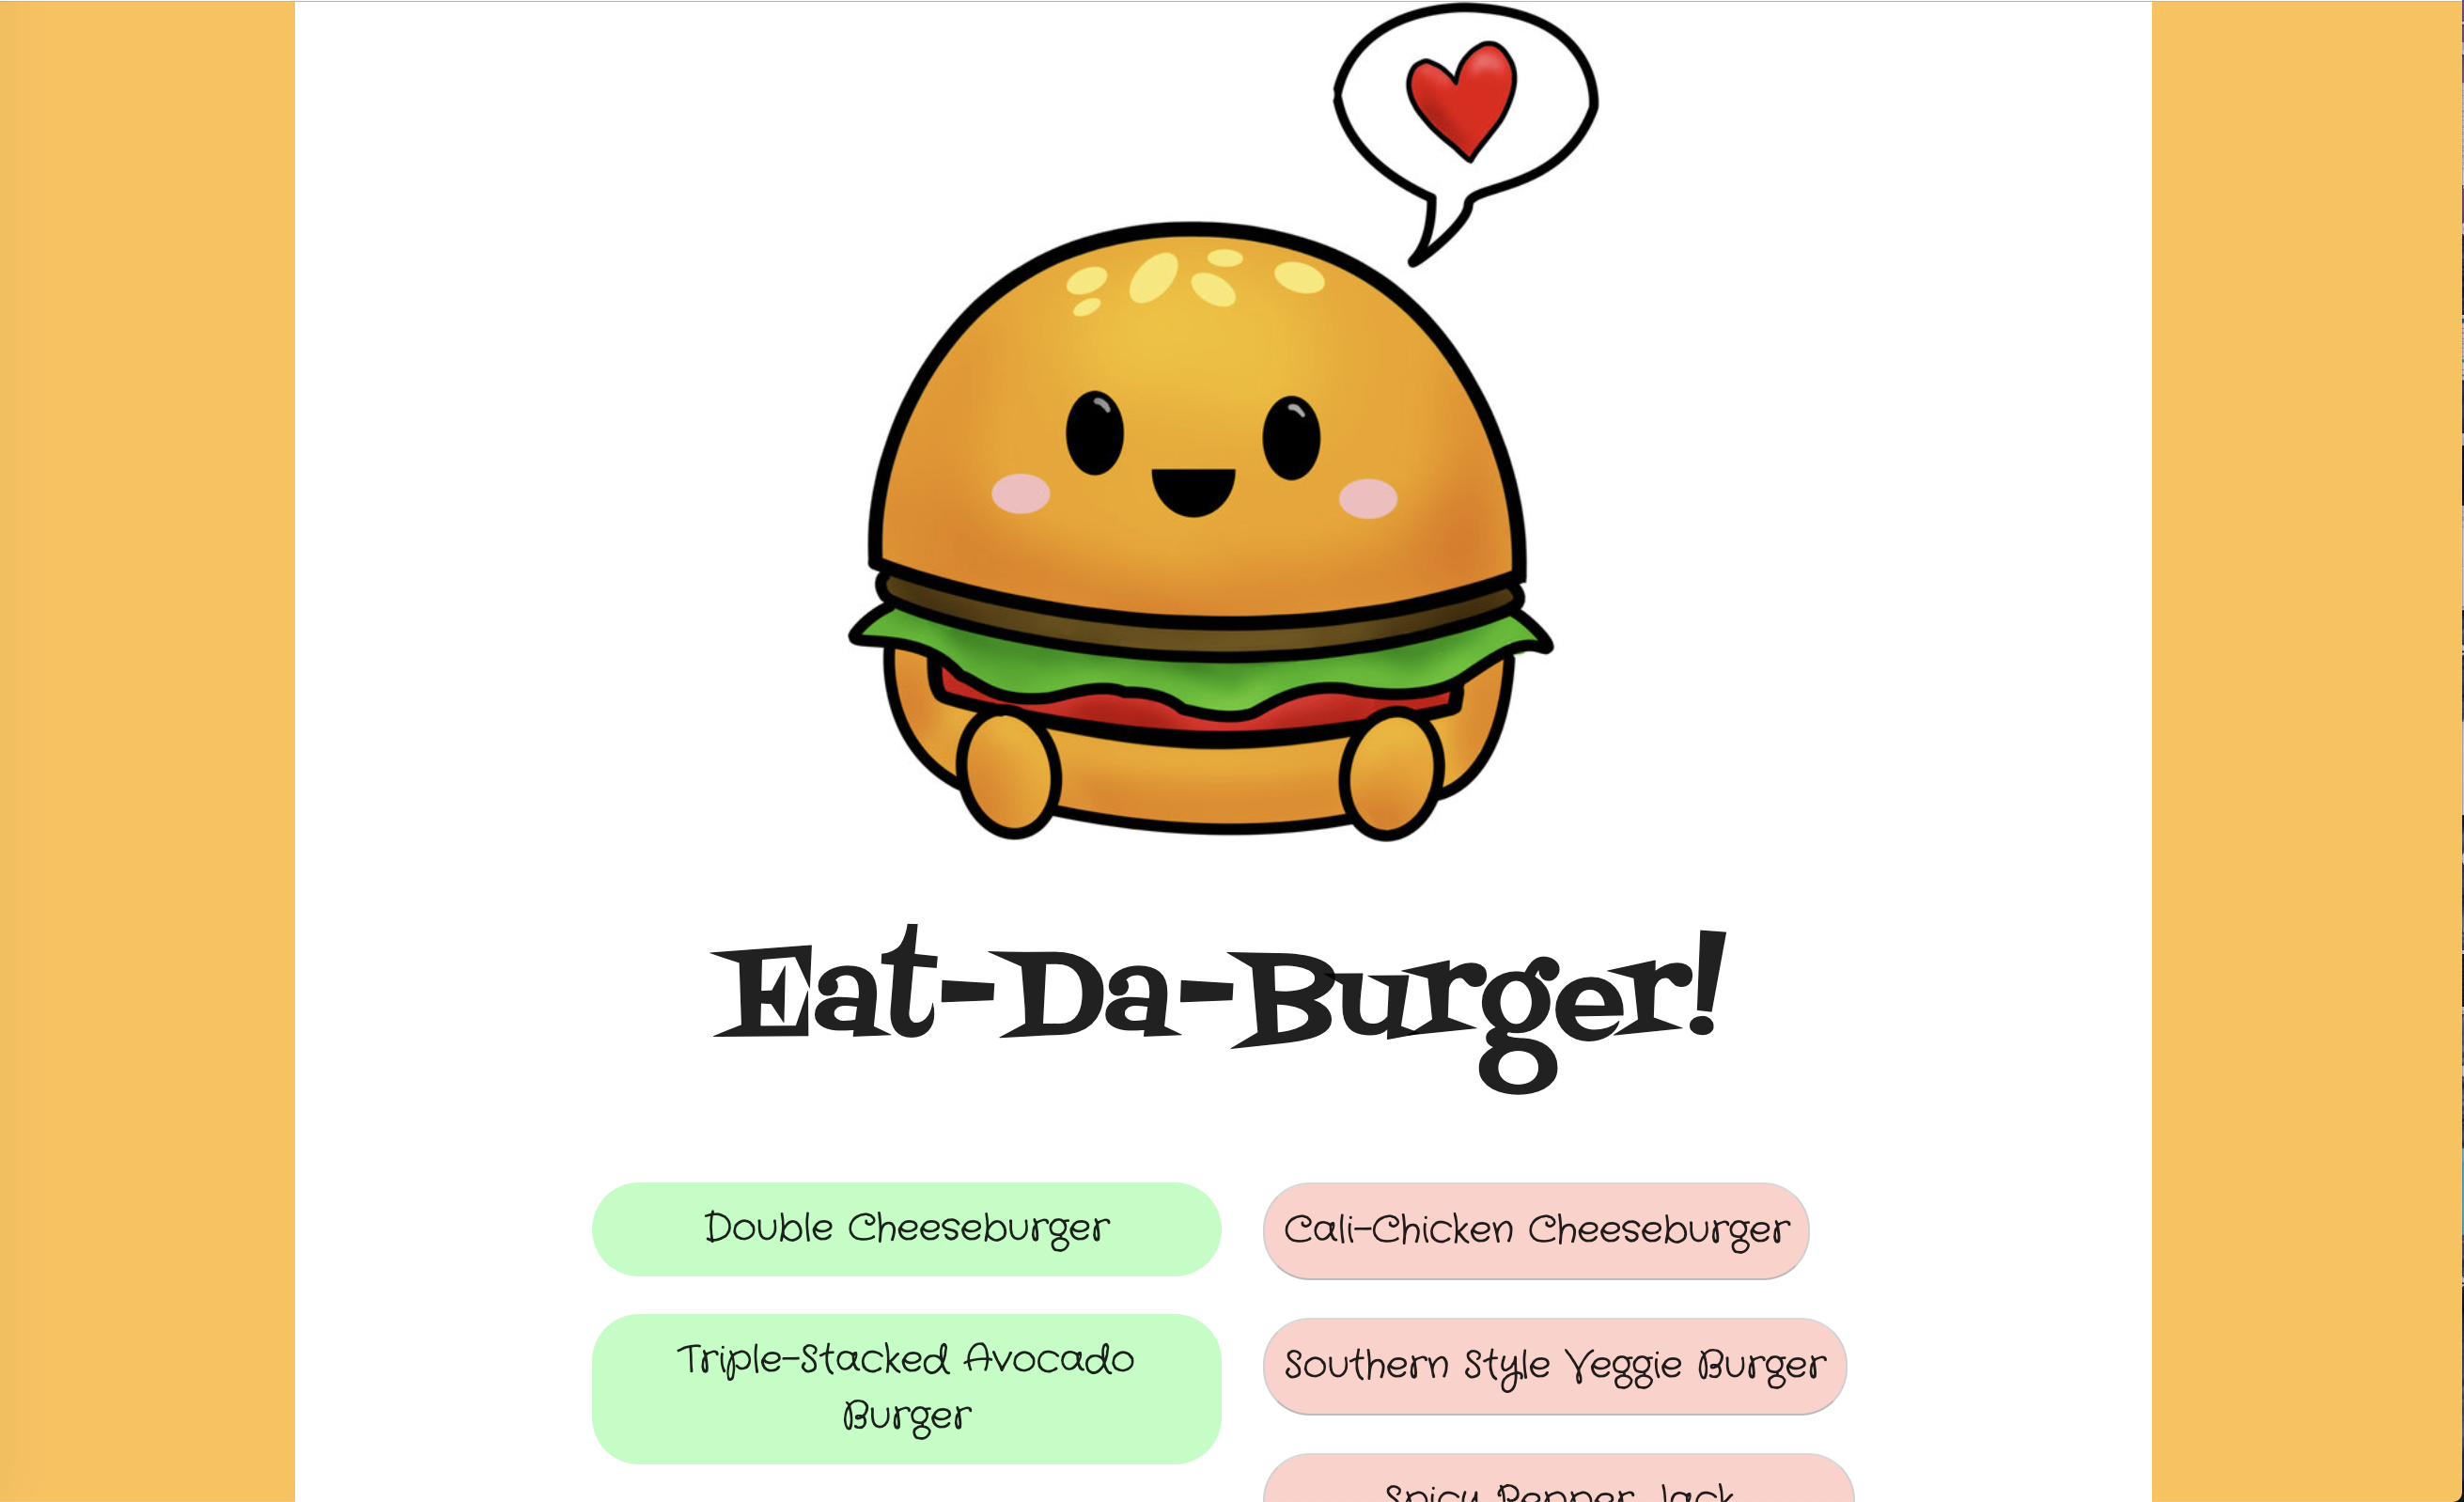 Eat-Da-Burger!
Double Cheeseburger
Triple-Stacked Avocado
Burger
Cali-Chicken Cheeseburger
Southern Style Veggie Burger
Spicy Pepper Jack